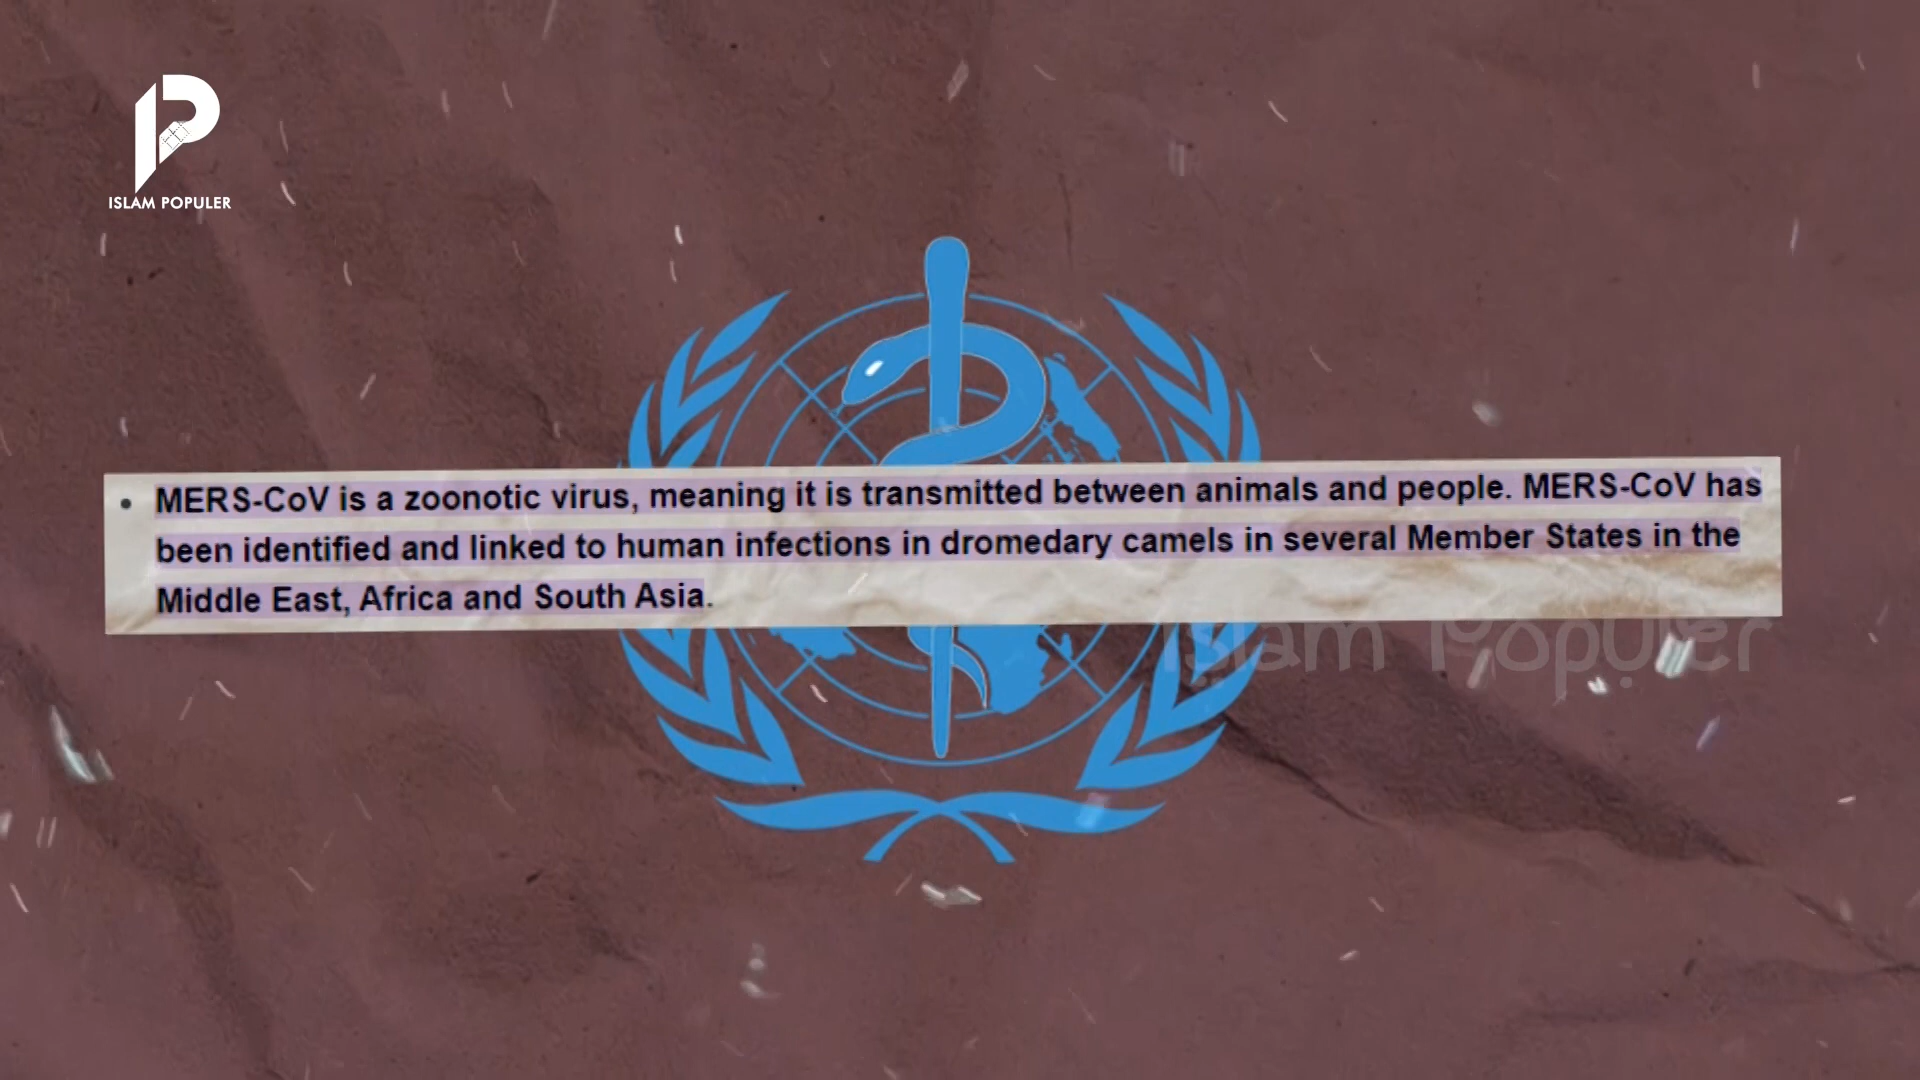 ISLAM POPULER
• MERS-CoV is a zoonotic virus, meaning it is transmitted between animals and people. MERS-CoV has
been identified and linked to human infections in dromedary camels in several Member States in the
Middle East, Africa and South Asia.
Islam Populer